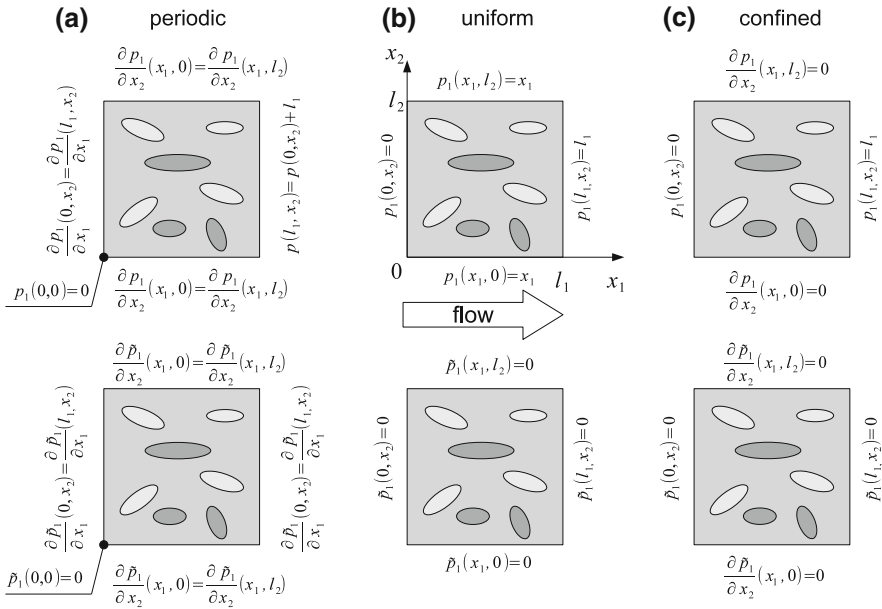 (a) periodic
∂p₁/∂x₂(x₁,0)=∂p₁/∂x₂(x₁,l₂)
∂p₁/∂x₁(0,x₂)=∂p₁/∂x₁(l₁,x₂)
p(l₁,x₂)=p(0,x₂)+l₁
p₁(0,0)=0
∂p₁/∂x₂(x₁,0)=∂p₁/∂x₂(x₁,l₂)
∂p̃₁/∂x₂(x₁,0)=∂p̃₁/∂x₂(x₁,l₂)
∂p̃₁/∂x₁(0,x₂)=∂p̃₁/∂x₁(l₁,x₂)
∂p̃₁/∂x₁(0,x₂)=∂p̃₁/∂x₁(l₁,x₂)
p̃₁(0,0)=0
∂p̃₁/∂x₂(x₁,0)=∂p̃₁/∂x₂(x₁,l₂)
(b) uniform
x₂
p₁(x₁,l₂)=x₁
l₂
p₁(0,x₂)=0
p₁(l₁,x₂)=l₁
0
p₁(x₁,0)=x₁
l₁
x₁
flow
p̃₁(x₁,l₂)=0
p̃₁(0,x₂)=0
p̃₁(l₁,x₂)=0
p̃₁(x₁,0)=0
(c) confined
∂p₁/∂x₂(x₁,l₂)=0
p₁(0,x₂)=0
p₁(l₁,x₂)=l₁
∂p₁/∂x₂(x₁,0)=0
∂p̃₁/∂x₂(x₁,l₂)=0
p̃₁(0,x₂)=0
p̃₁(l₁,x₂)=0
∂p̃₁/∂x₂(x₁,0)=0